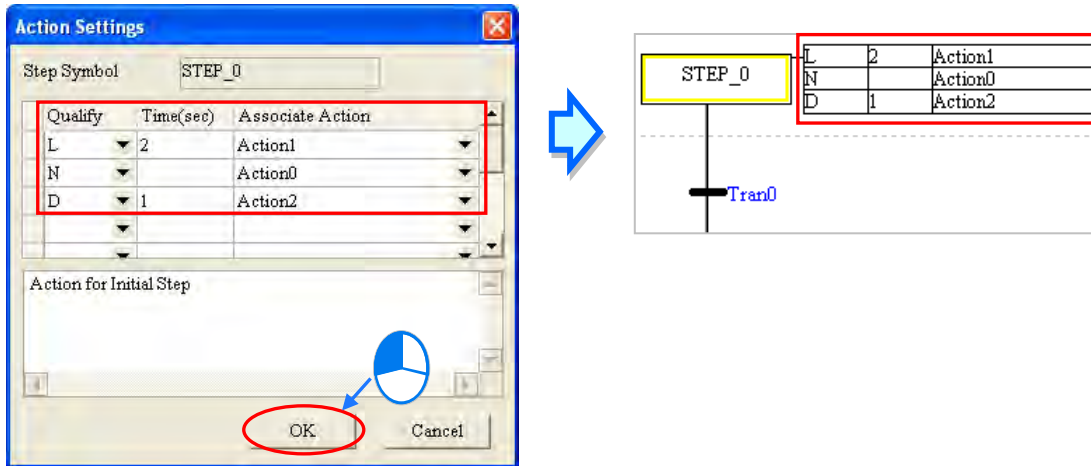 Action Settings
Step Symbol STEP_0
Qualify Time(sec) Associate Action
L 2 Action1
N Action0
D 1 Action2
Action for Initial Step
OK Cancel
STEP_0
L 2 Action1
N Action0
D 1 Action2
Tran0